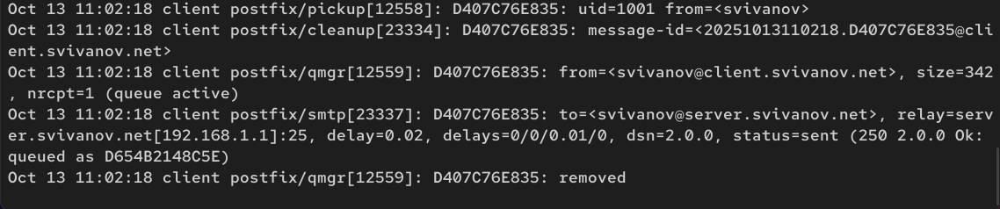 Oct 13 11:02:18 client postfix/pickup[12558]: D407C76E835: uid=1001 from=<svivanov>
Oct 13 11:02:18 client postfix/cleanup[23334]: D407C76E835: message-id=<20251013110218.D407C76E835@cli
ent.svivanov.net>
Oct 13 11:02:18 client postfix/qmgr[12559]: D407C76E835: from=<svivanov@client.svivanov.net>, size=342
, nrcpt=1 (queue active)
Oct 13 11:02:18 client postfix/smtp[23337]: D407C76E835: to=<svivanov@server.svivanov.net>, relay=serv
er.svivanov.net[192.168.1.1]:25, delay=0.02, delays=0/0/0.01/0, dsn=2.0.0, status=sent (250 2.0.0 Ok:
queued as D654B2148C5E)
Oct 13 11:02:18 client postfix/qmgr[12559]: D407C76E835: removed